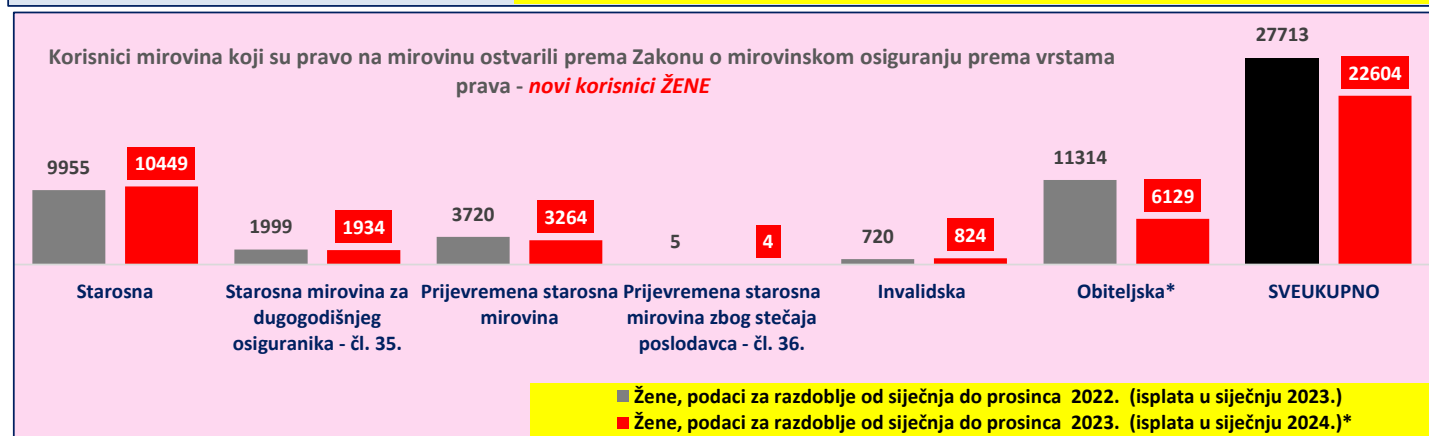 Korisnici mirovina koji su pravo na mirovinu ostvarili prema Zakonu o mirovinskom osiguranju prema vrstama
prava - novi korisnici ŽENE
27713
22604
9955
10449
11314
6129
1999
1934
3720
3264
5
4
720
824
Starosna
Starosna mirovina za
dugogodišnjeg
osiguranika - čl. 35.
Prijevremena starosna
mirovina
Prijevremena starosna
mirovina zbog stečaja
poslodavca - čl. 36.
Invalidska
Obiteljska*
SVEUKUPNO
Žene, podaci za razdoblje od siječnja do prosinca 2022. (isplata u siječnju 2023.)
Žene, podaci za razdoblje od siječnja do prosinca 2023. (isplata u siječnju 2024.)*